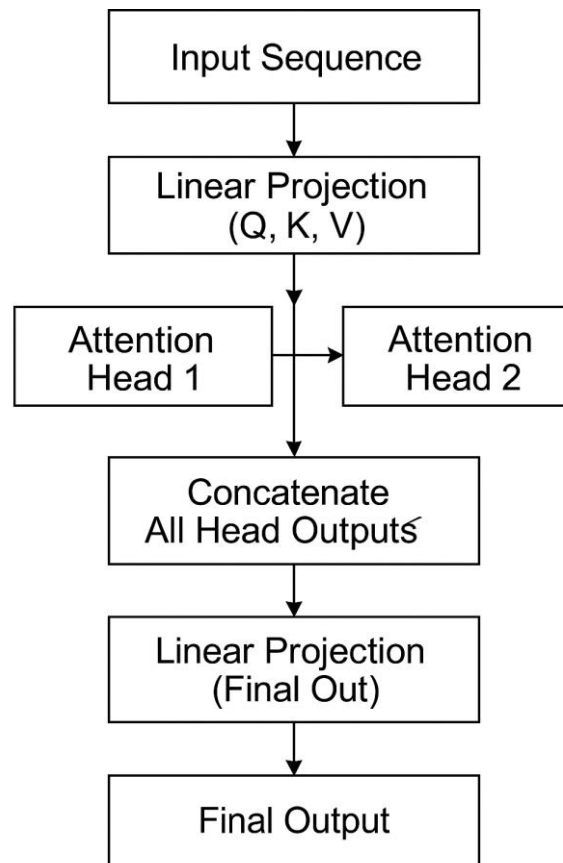 Input Sequence
Linear Projection
(Q, K, V)
Attention
Head 1
Attention
Head 2
Concatenate
All Head Outputs
Linear Projection
(Final Out)
Final Output